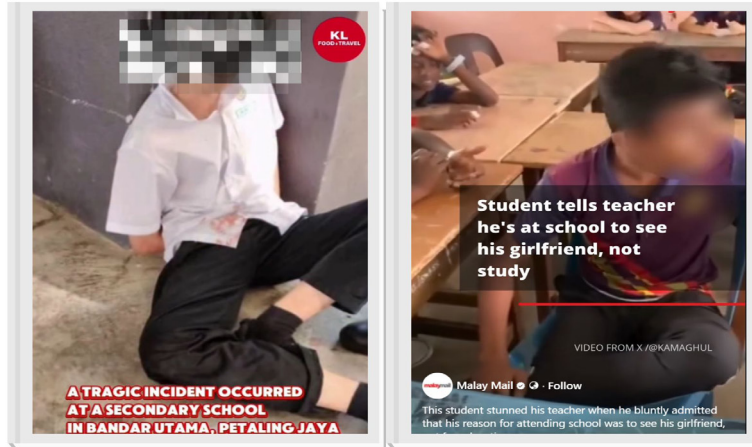 KL
FOOD+TRAVEL
A TRAGIC INCIDENT OCCURRED
AT A SECONDARY SCHOOL
IN BANDAR UTAMA, PETALING JAYA
Student tells teacher
he's at school to see
his girlfriend, not
study
VIDEO FROM X /@KAMAGHUL
malaymail
Malay Mail
· Follow
This student stunned his teacher when he bluntly admitted
that his reason for attending school was to see his girlfriend,